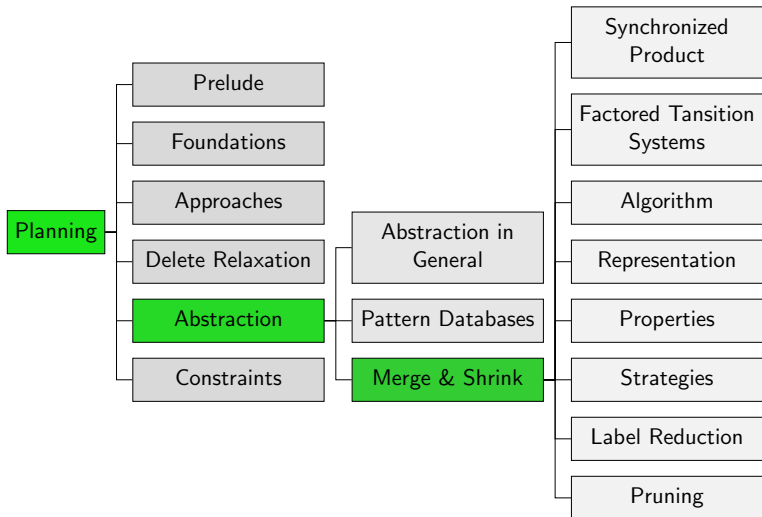 Planning
Prelude
Foundations
Approaches
Delete Relaxation
Abstraction
Constraints
Abstraction in
General
Pattern Databases
Merge & Shrink
Synchronized
Product
Factored Tansition
Systems
Algorithm
Representation
Properties
Strategies
Label Reduction
Pruning